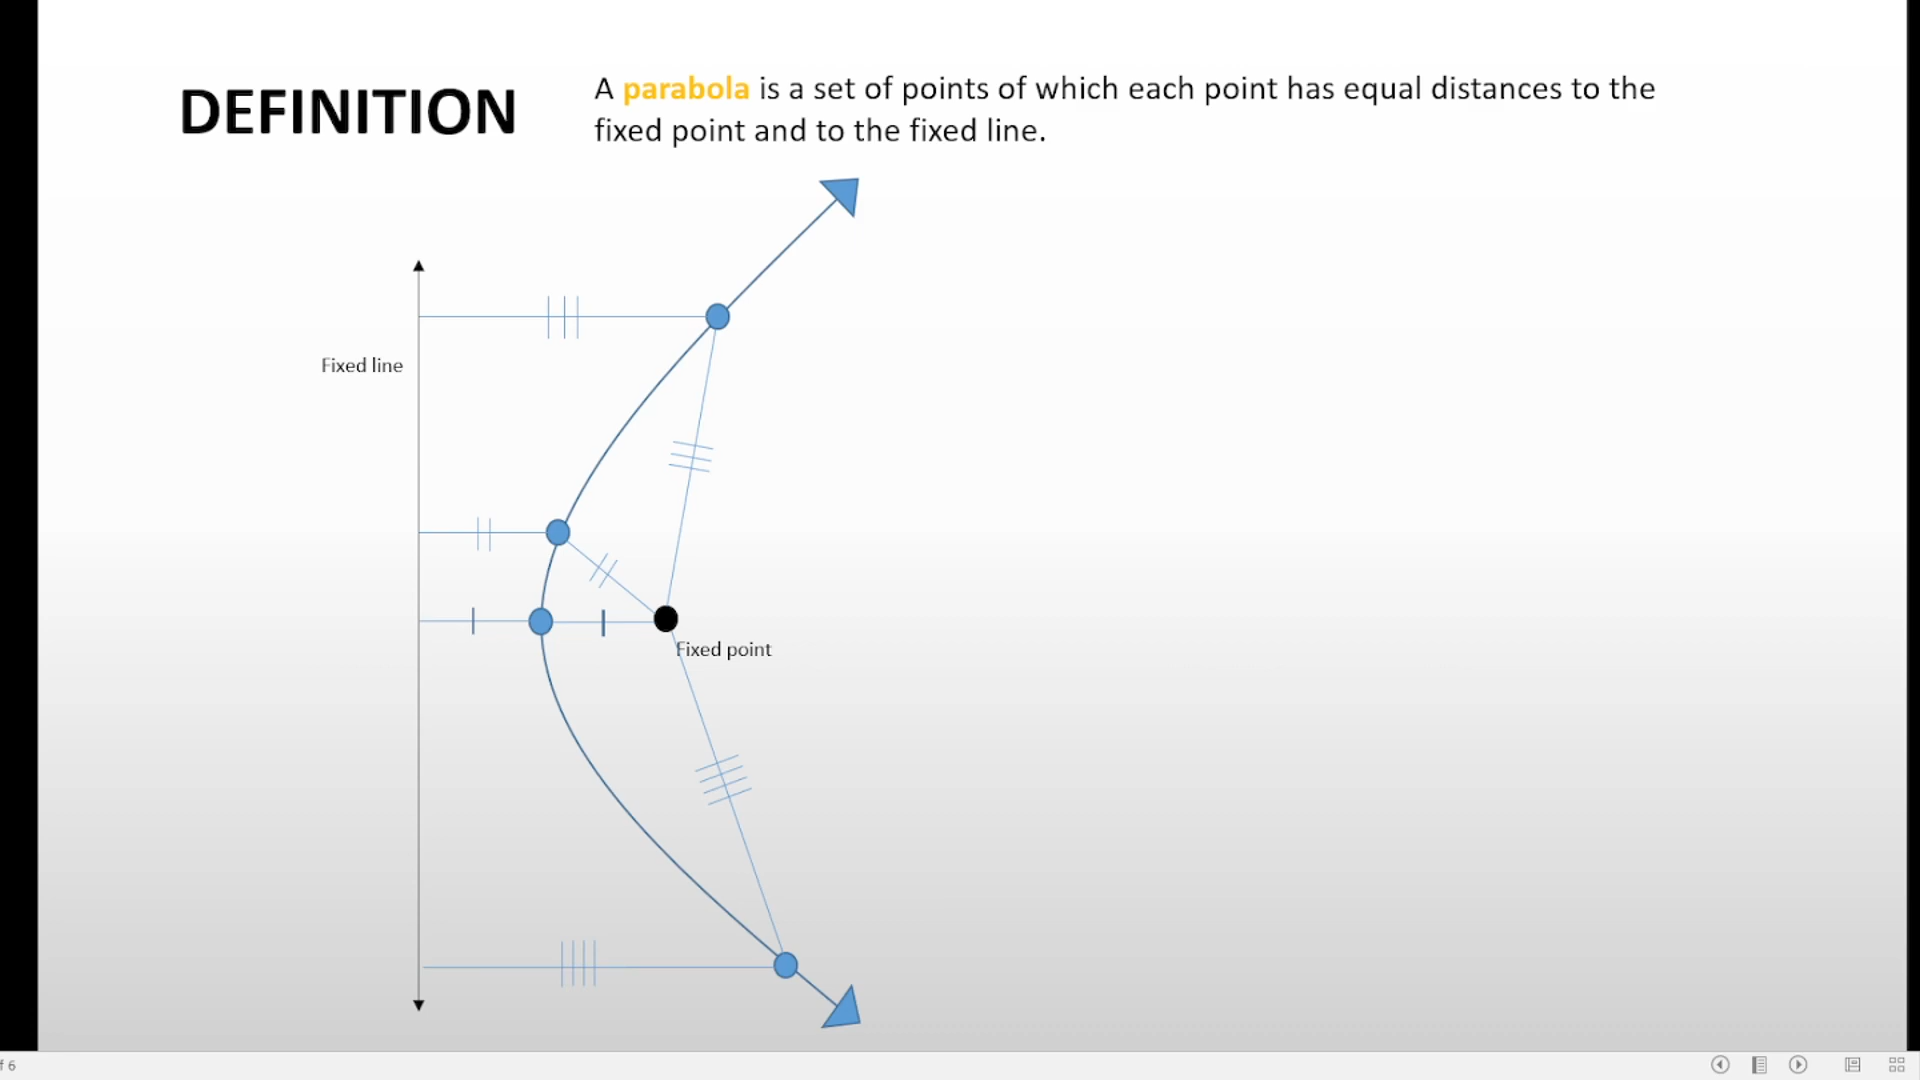 DEFINITION
A parabola is a set of points of which each point has equal distances to the
fixed point and to the fixed line.
Fixed line
Fixed point
f 6